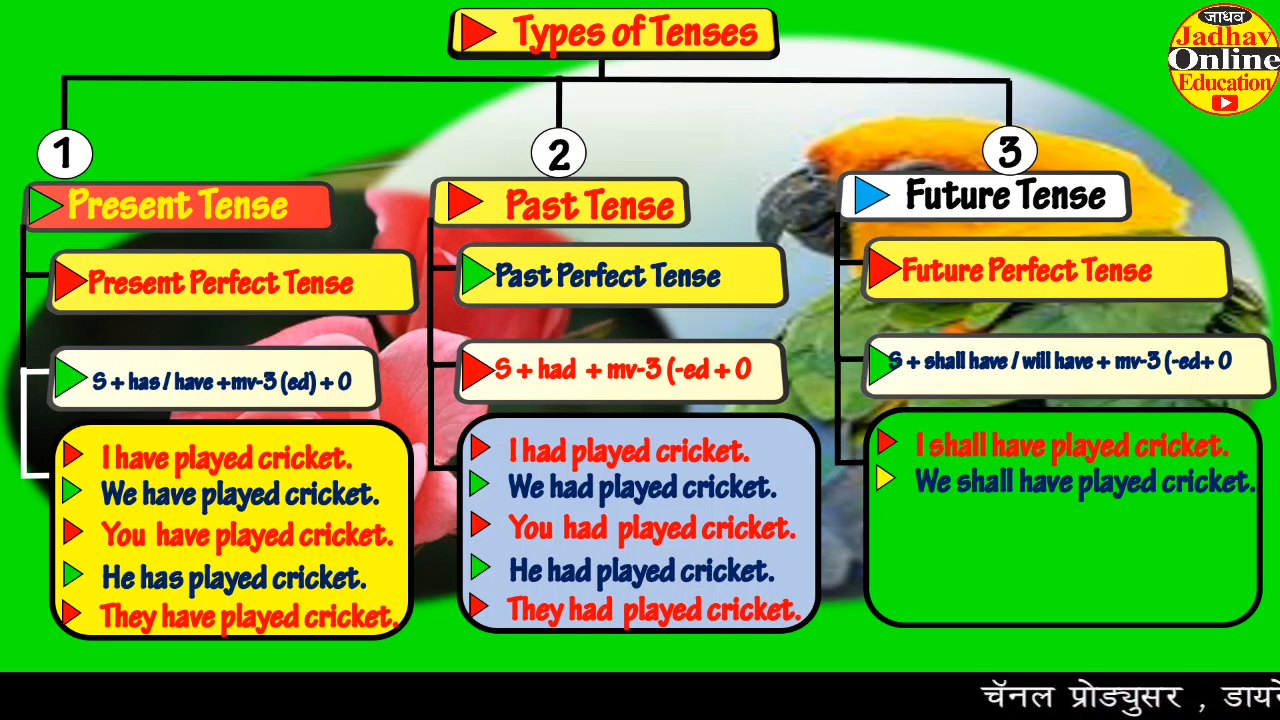 Types of Tenses
जाधव
Jadhav
Online
Education
1
2
3
Present Tense
Present Perfect Tense
S + has / have +mv-3 (ed) + O
I have played cricket.
We have played cricket.
You have played cricket.
He has played cricket.
They have played cricket.
Past Tense
Past Perfect Tense
S + had + mv-3 (-ed + O
I had played cricket.
We had played cricket.
You had played cricket.
He had played cricket.
They had played cricket.
Future Tense
Future Perfect Tense
S + shall have / will have + mv-3 (-ed+ O
I shall have played cricket.
We shall have played cricket.
चॅनल प्रोड्युसर ,